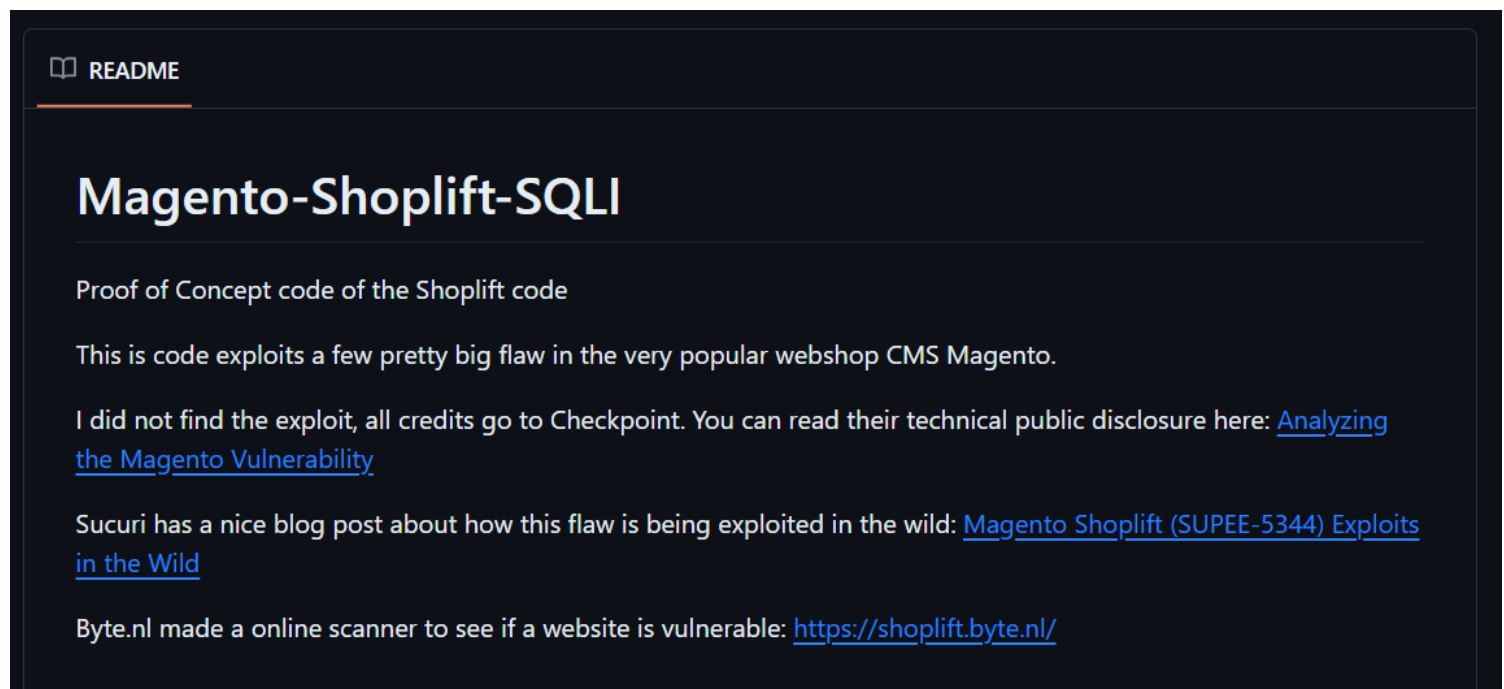 README
Magento-Shoplift-SQLI
Proof of Concept code of the Shoplift code
This is code exploits a few pretty big flaw in the very popular webshop CMS Magento.
I did not find the exploit, all credits go to Checkpoint. You can read their technical public disclosure here: Analyzing
the Magento Vulnerability
Sucuri has a nice blog post about how this flaw is being exploited in the wild: Magento Shoplift (SUPEE-5344) Exploits
in the Wild
Byte.nl made a online scanner to see if a website is vulnerable: https://shoplift.byte.nl/